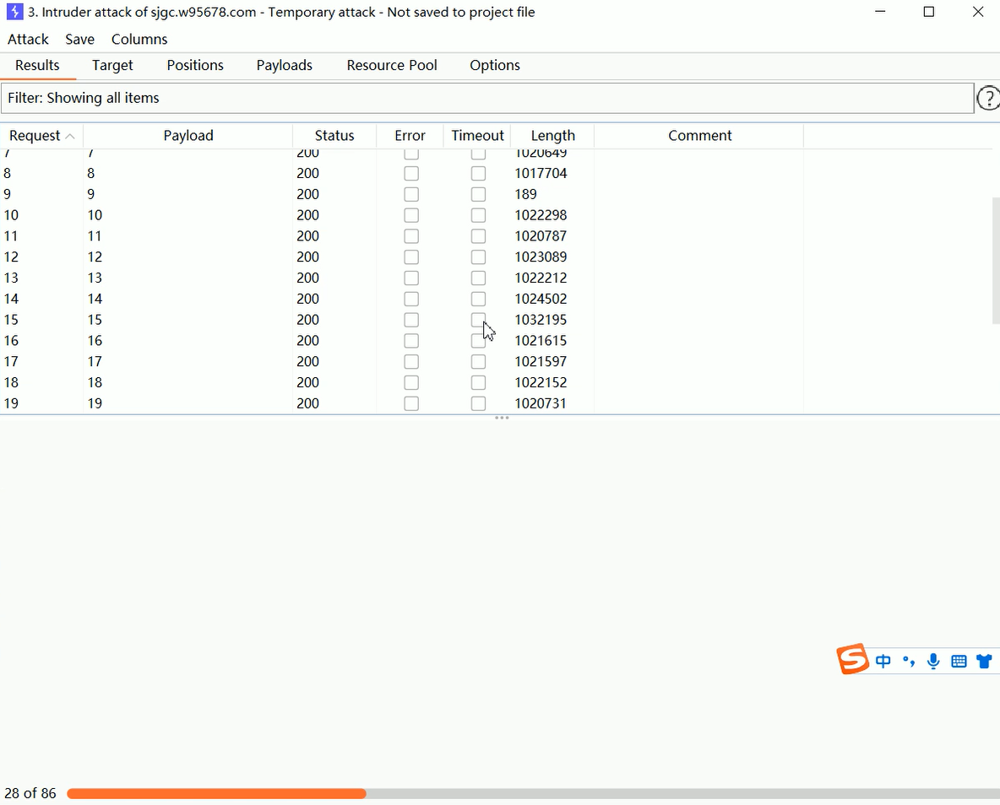 3. Intruder attack of sjgc.w95678.com - Temporary attack - Not saved to project file
Attack Save Columns
Results Target Positions Payloads Resource Pool Options
Filter: Showing all items
?
Request Payload Status Error Timeout Length Comment
7 7 200 1020649
8 8 200 1017704
9 9 200 189
10 10 200 1022298
11 11 200 1020787
12 12 200 1023089
13 13 200 1022212
14 14 200 1024502
15 15 200 1032195
16 16 200 1021615
17 17 200 1021597
18 18 200 1022152
19 19 200 1020731
S 中
28 of 86